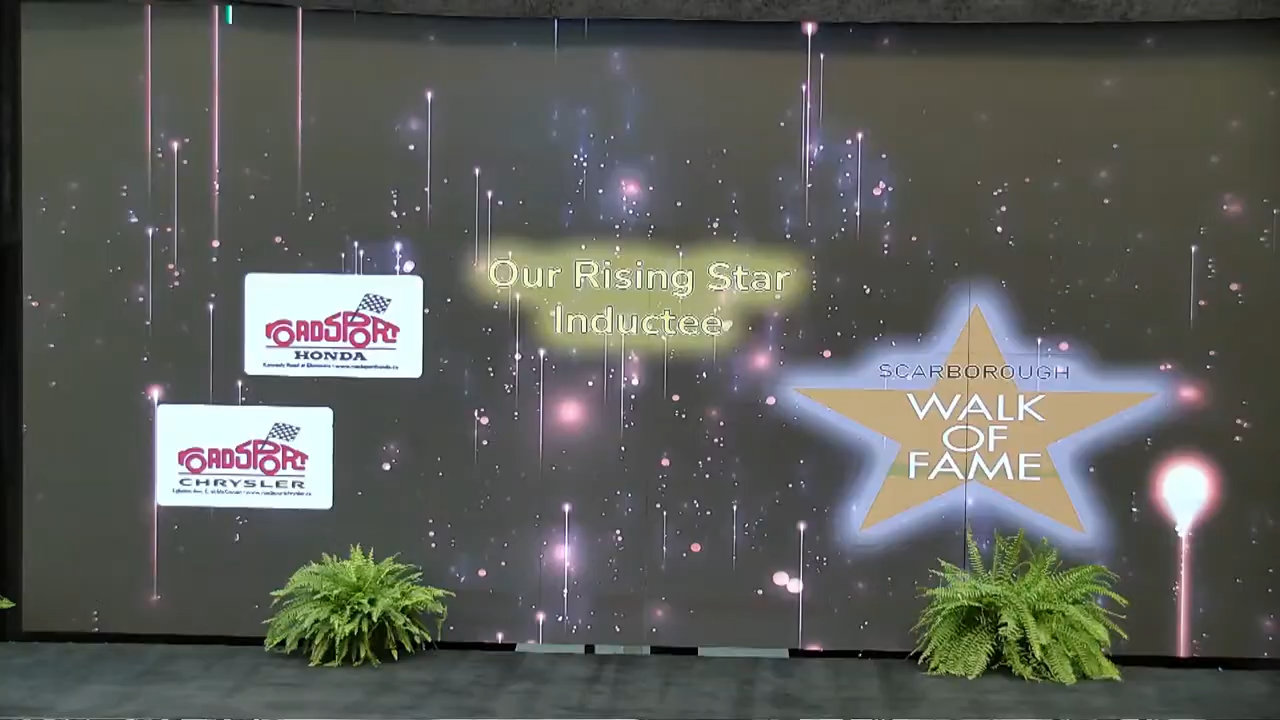 Our Rising Star
Inductee
ROADSPORT
HONDA
SCARBOROUGH
WALK
OF
FAME
ROADSPORT
CHRYSLER